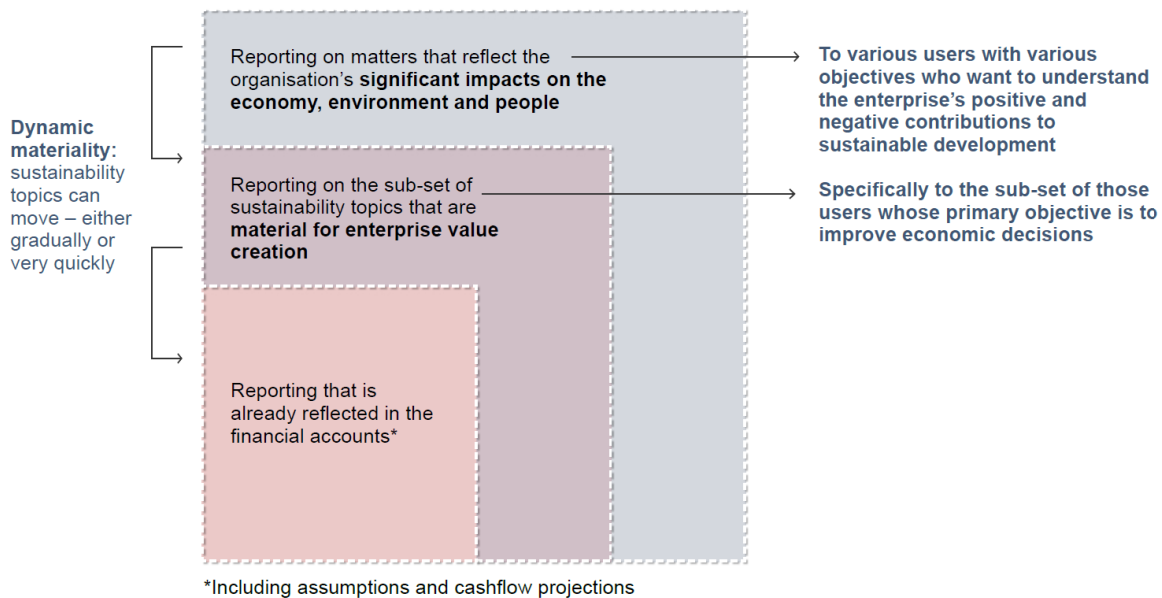 Reporting on matters that reflect the
organisation's significant impacts on the
economy, environment and people
To various users with various
objectives who want to understand
the enterprise's positive and
negative contributions to
sustainable development
Dynamic
materiality:
sustainability
topics can
move – either
gradually or
very quickly
Reporting on the sub-set of
sustainability topics that are
material for enterprise value
creation
Specifically to the sub-set of those
users whose primary objective is to
improve economic decisions
Reporting that is
already reflected in the
financial accounts*
*Including assumptions and cashflow projections